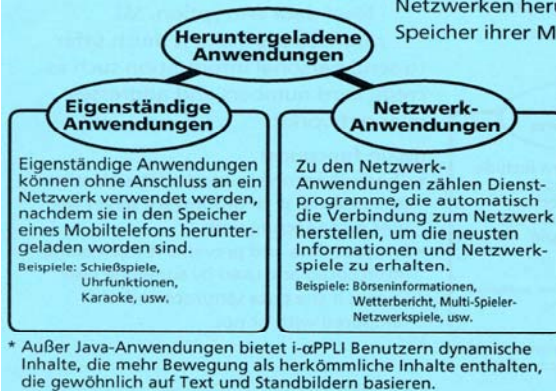 Netzwerken
Speicher ihrer
Heruntergeladene
Anwendungen
Eigenständige
Anwendungen
Eigenständige Anwendungen
können ohne Anschluss an ein
Netzwerk verwendet werden,
nachdem sie in den Speicher
eines Mobiltelefons herunter-
geladen worden sind.
Beispiele: Schießspiele,
Uhrfunktionen,
Karaoke, usw.
Netzwerk-
Anwendungen
Zu den Netzwerk-
Anwendungen zählen Dienst-
programme, die automatisch
die Verbindung zum Netzwerk
herstellen, um die neusten
Informationen und Netzwerk-
spiele zu erhalten.
Beispiele: Börseninformationen,
Wetterbericht, Multi-Spieler-
Netzwerkspiele, usw.
* Außer Java-Anwendungen bietet i-αPPLI Benutzern dynamische
Inhalte, die mehr Bewegung als herkömmliche Inhalte enthalten,
die gewöhnlich auf Text und Standbildern basieren.